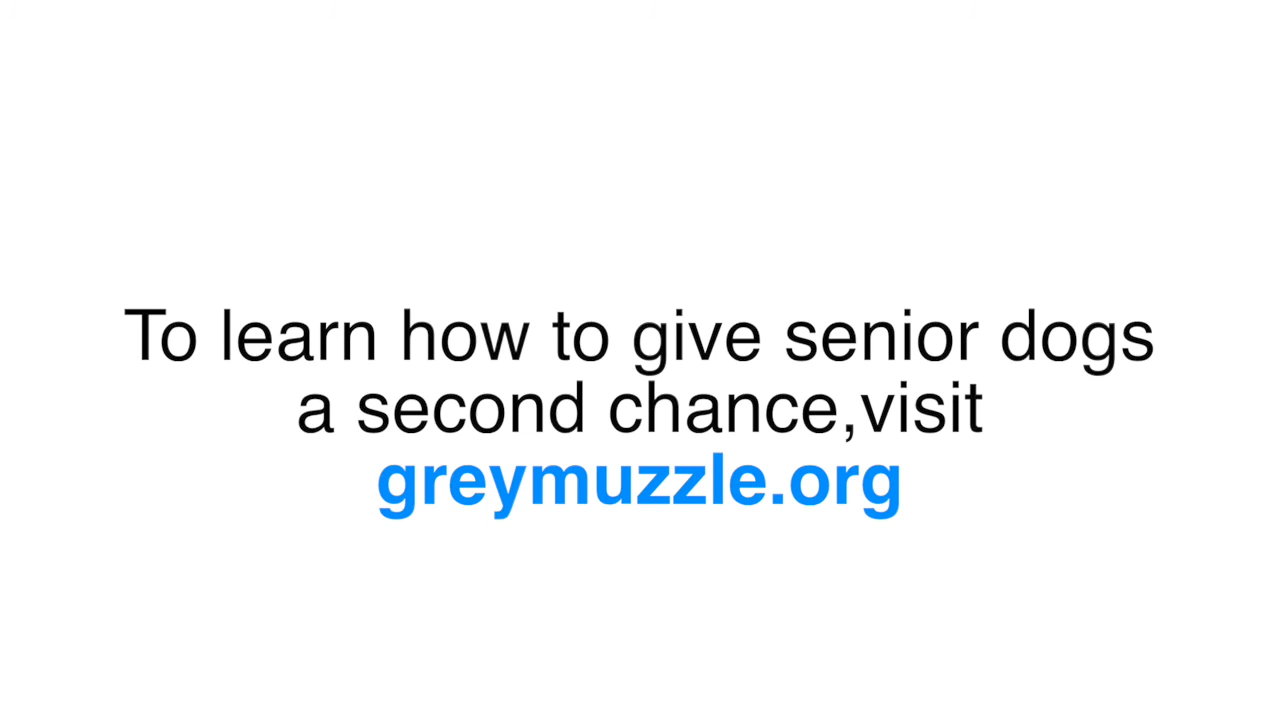 To learn how to give senior dogs
a second chance,visit
greymuzzle.org